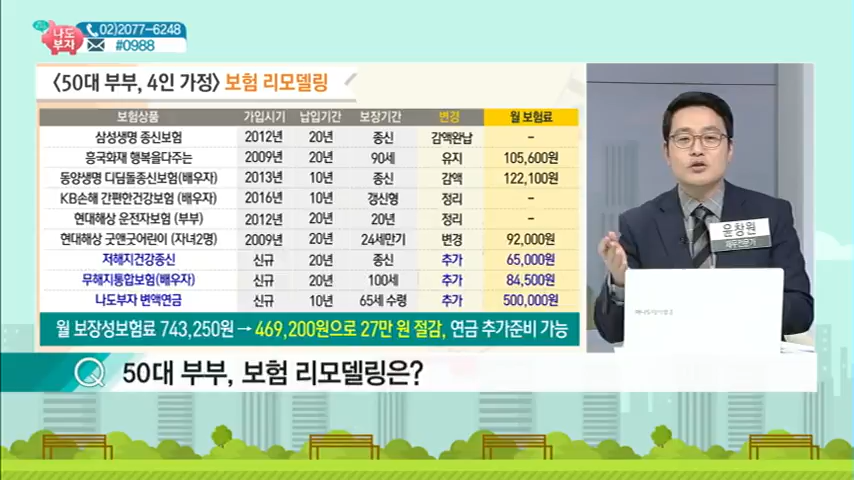 나도
부자
02)2077-6248
#0988
<50대 부부, 4인 가정> 보험 리모델링
보험상품 가입시기 납입기간 보장기간 변경 월 보험료
삼성생명 종신보험 2012년 20년 종신 감액완납 -
흥국화재 행복을다주는 2009년 20년 90세 유지 105,600원
동양생명 디딤돌종신보험(배우자) 2013년 10년 종신 감액 122,100원
KB손해 간편한건강보험 (배우자) 2016년 10년 갱신형 정리 -
현대해상 운전자보험 (부부) 2012년 20년 20년 정리 -
현대해상 굿앤굿어린이 (자녀2명) 2009년 20년 24세만기 변경 92,000원
저해지건강종신 신규 20년 종신 추가 65,000원
무해지통합보험(배우자) 신규 20년 100세 추가 84,500원
나도부자 변액연금 신규 10년 65세 수령 추가 500,000원
월 보장성보험료 743,250원 → 469,200원으로 27만 원 절감, 연금 추가준비 가능
윤창원
재무전문가
Q 50대 부부, 보험 리모델링은?